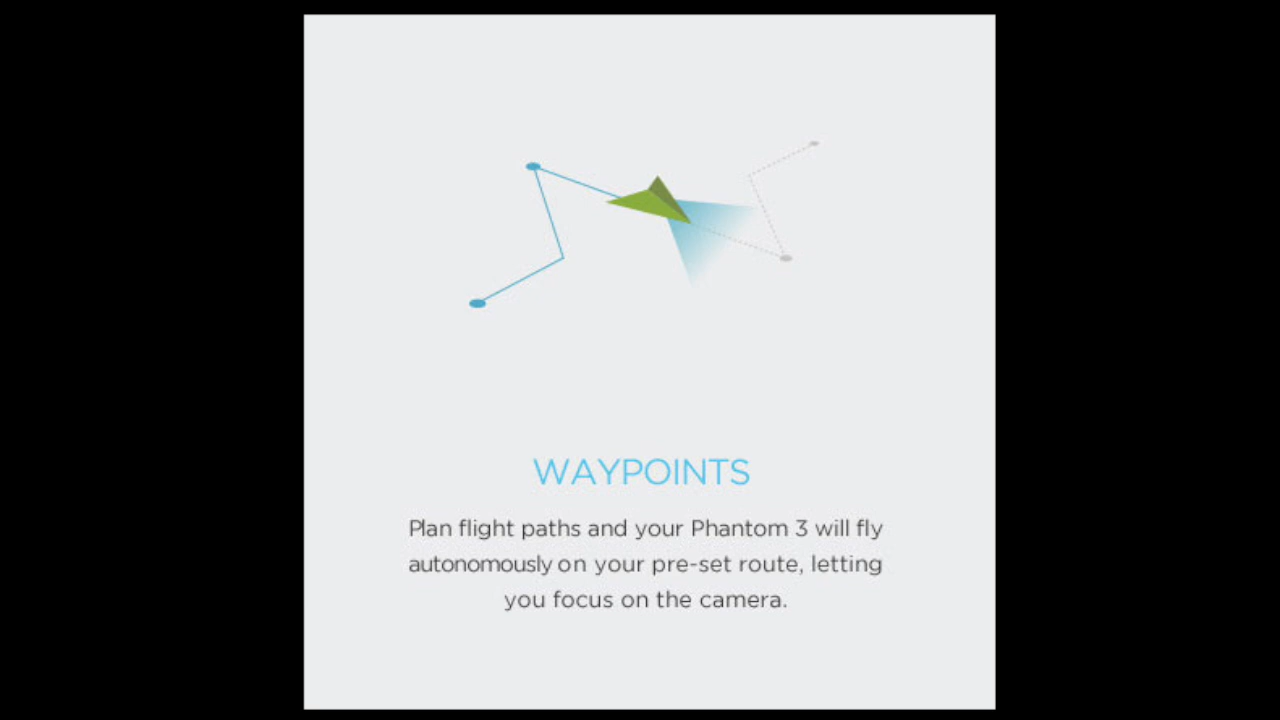 WAYPOINTS
Plan flight paths and your Phantom 3 will fly
autonomously on your pre-set route, letting
you focus on the camera.